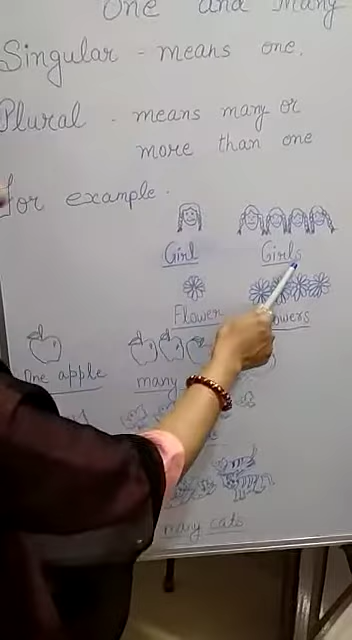 One and Many
Singular - means one.
Plural - means many or
more than one
For example.
Girl Girls
Flower
One apple many
many cats